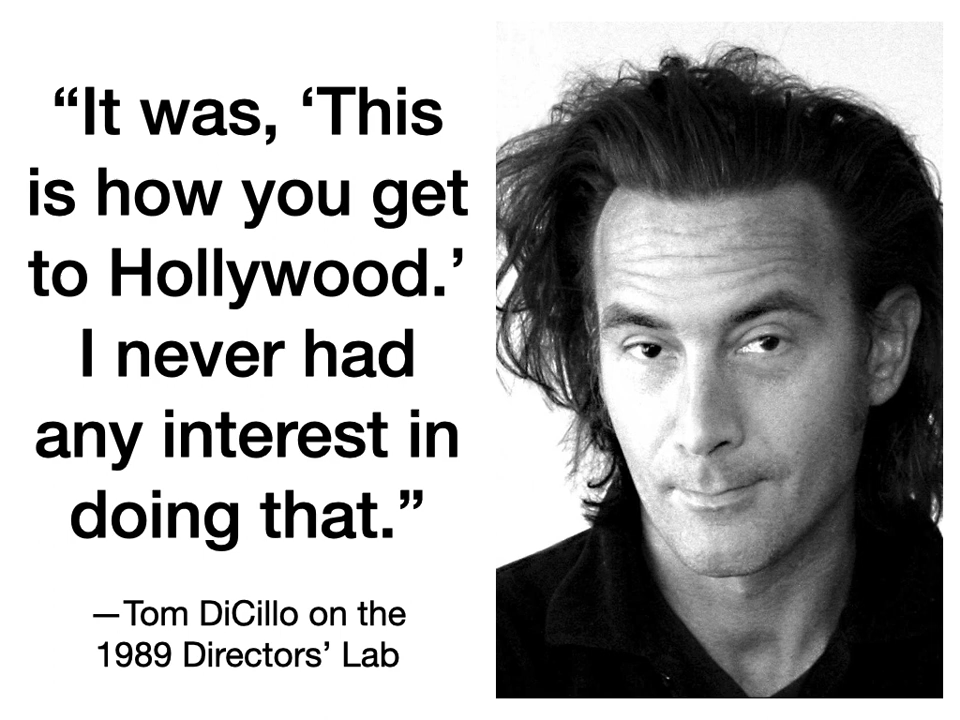 “It was, ‘This
is how you get
to Hollywood.’
I never had
any interest in
doing that.”
—Tom DiCillo on the
1989 Directors’ Lab